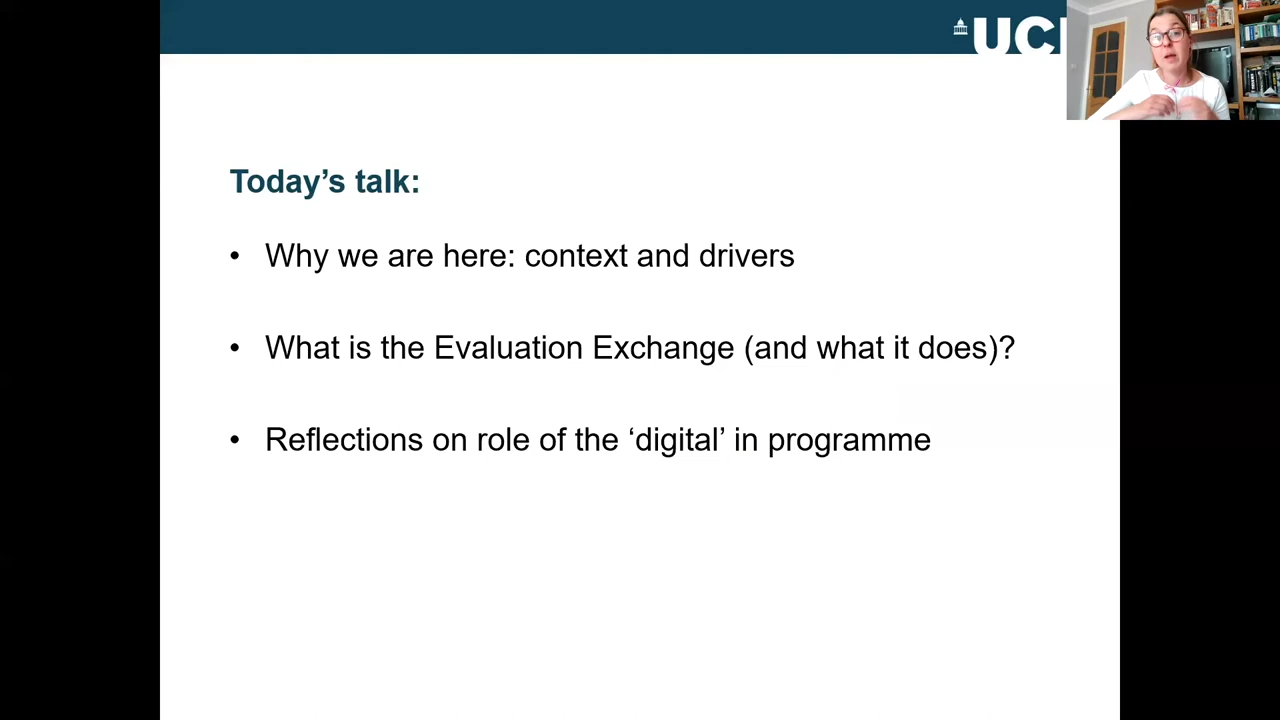 UCL
Today's talk:
• Why we are here: context and drivers
• What is the Evaluation Exchange (and what it does)?
• Reflections on role of the ‘digital’ in programme